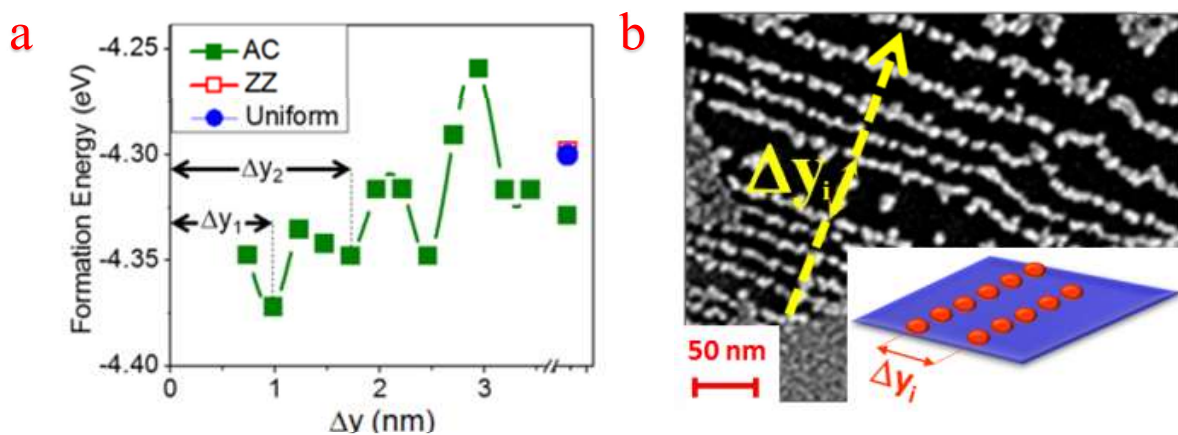 a
-4.25
-4.30
-4.35
-4.40
Formation Energy (eV)
AC
ZZ
Uniform
Δy₂
Δy₁
0
1
2
3
Δy (nm)
b
Δyᵢ
50 nm
Δyᵢ